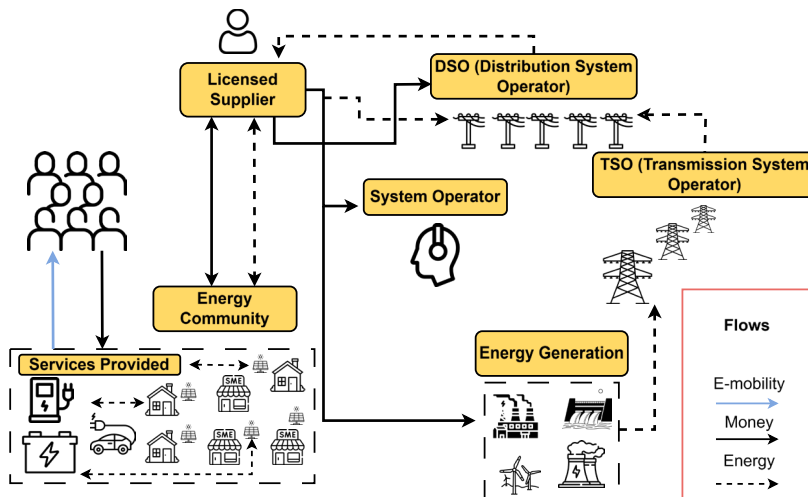 Licensed
Supplier
DSO (Distribution System
Operator)
TSO (Transmission System
Operator)
System Operator
Energy
Community
Services Provided
SME
SME
SME
Energy Generation
Flows
E-mobility
Money
Energy